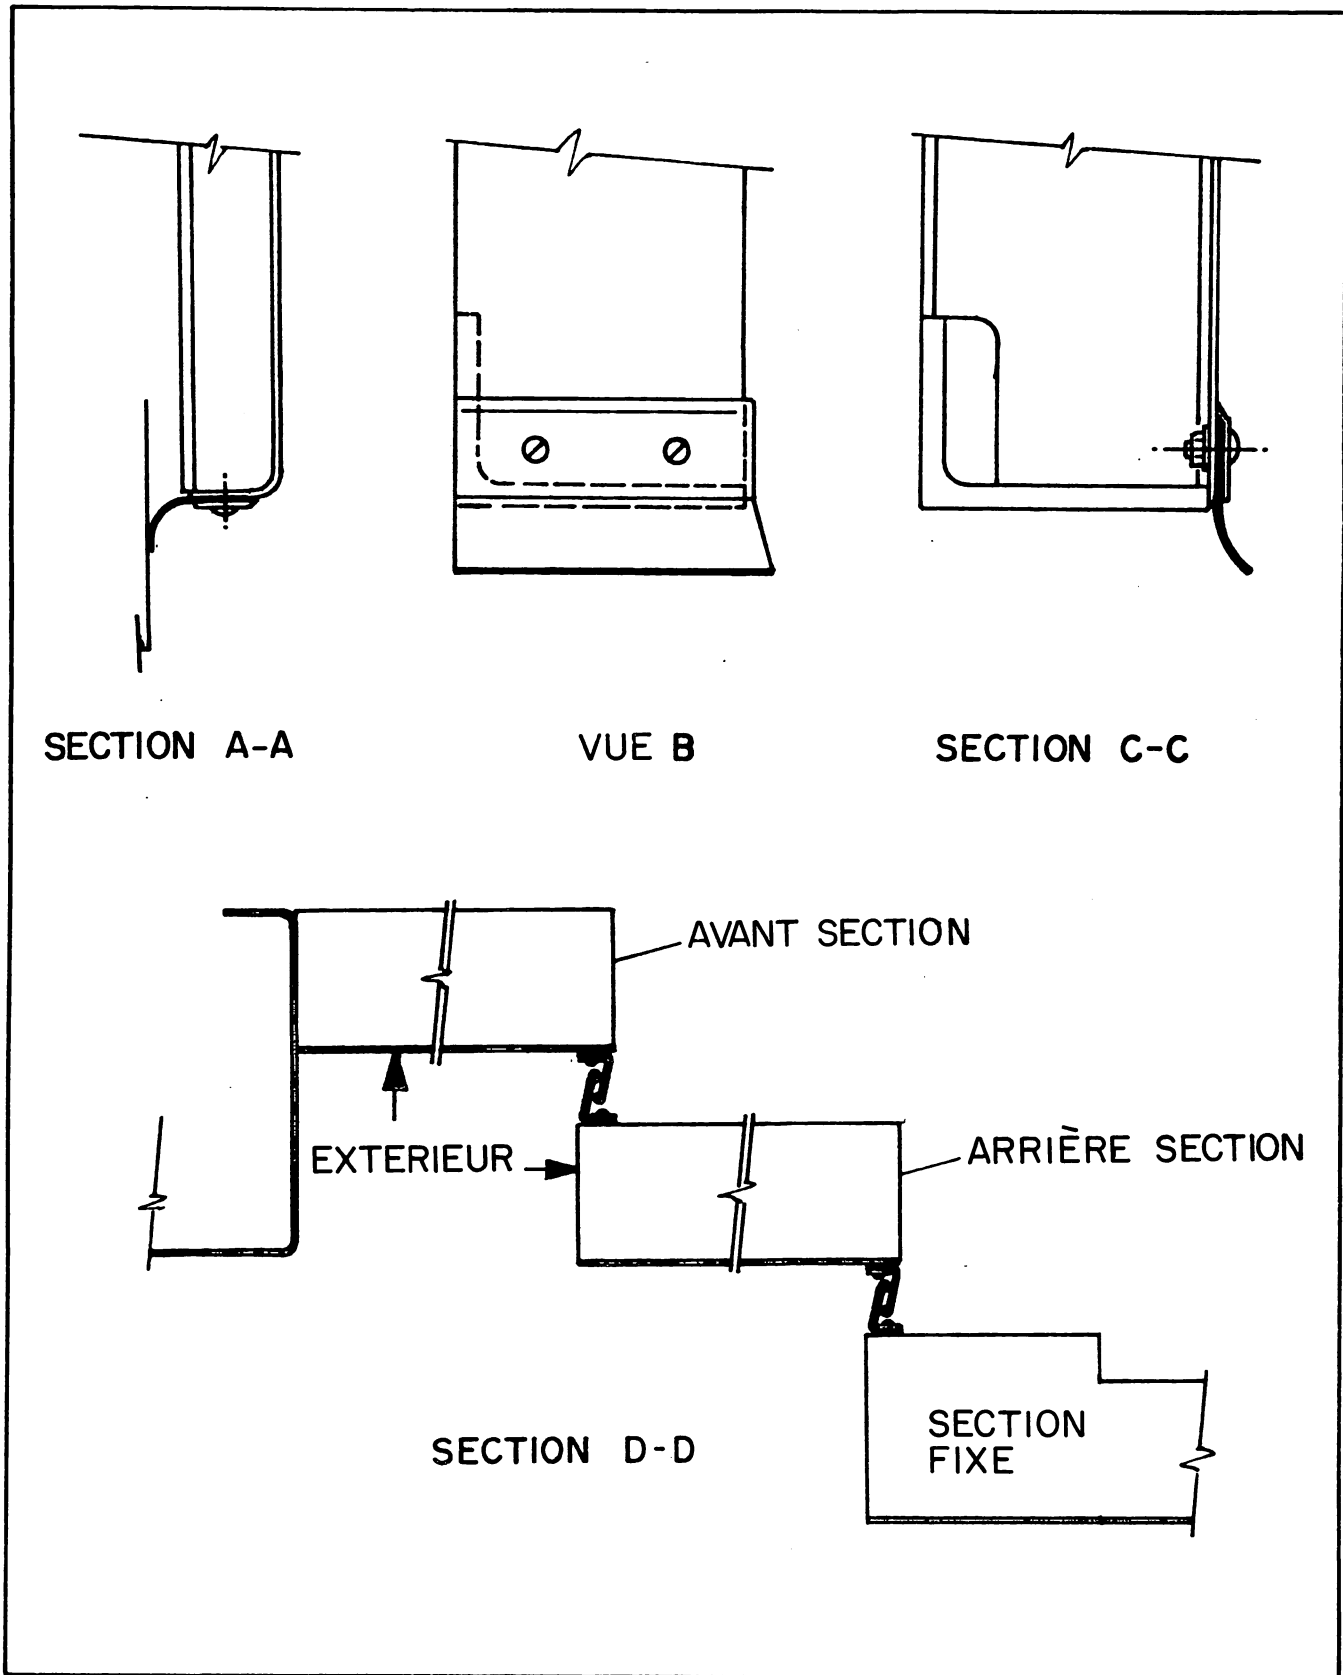 SECTION A-A
VUE B
SECTION C-C
AVANT SECTION
EXTERIEUR
ARRIÈRE SECTION
SECTION
FIXE
SECTION D-D